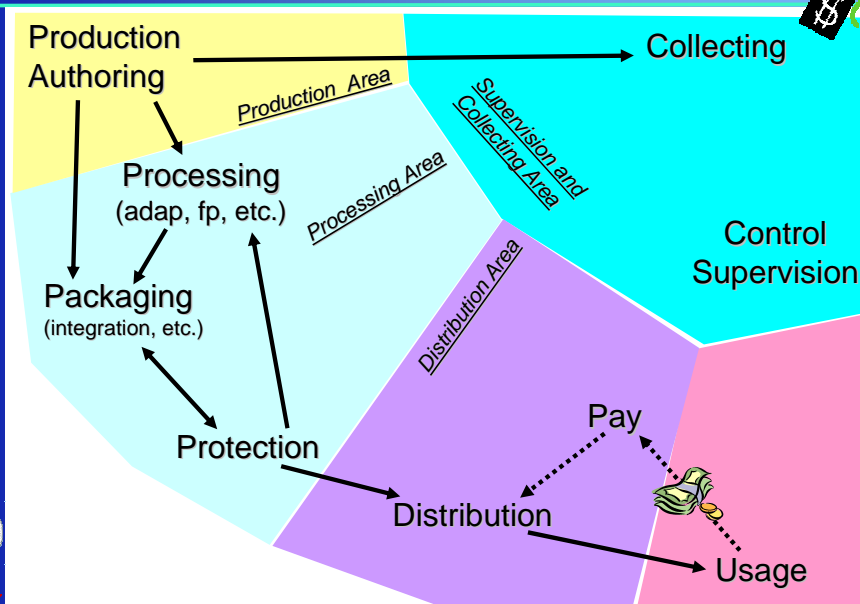 Production
Authoring
Collecting
Production Area
Supervision and
Collecting Area
Processing
(adap, fp, etc.)
Processing Area
Control
Supervision
Packaging
(integration, etc.)
Distribution Area
Pay
Protection
Distribution
Usage
$